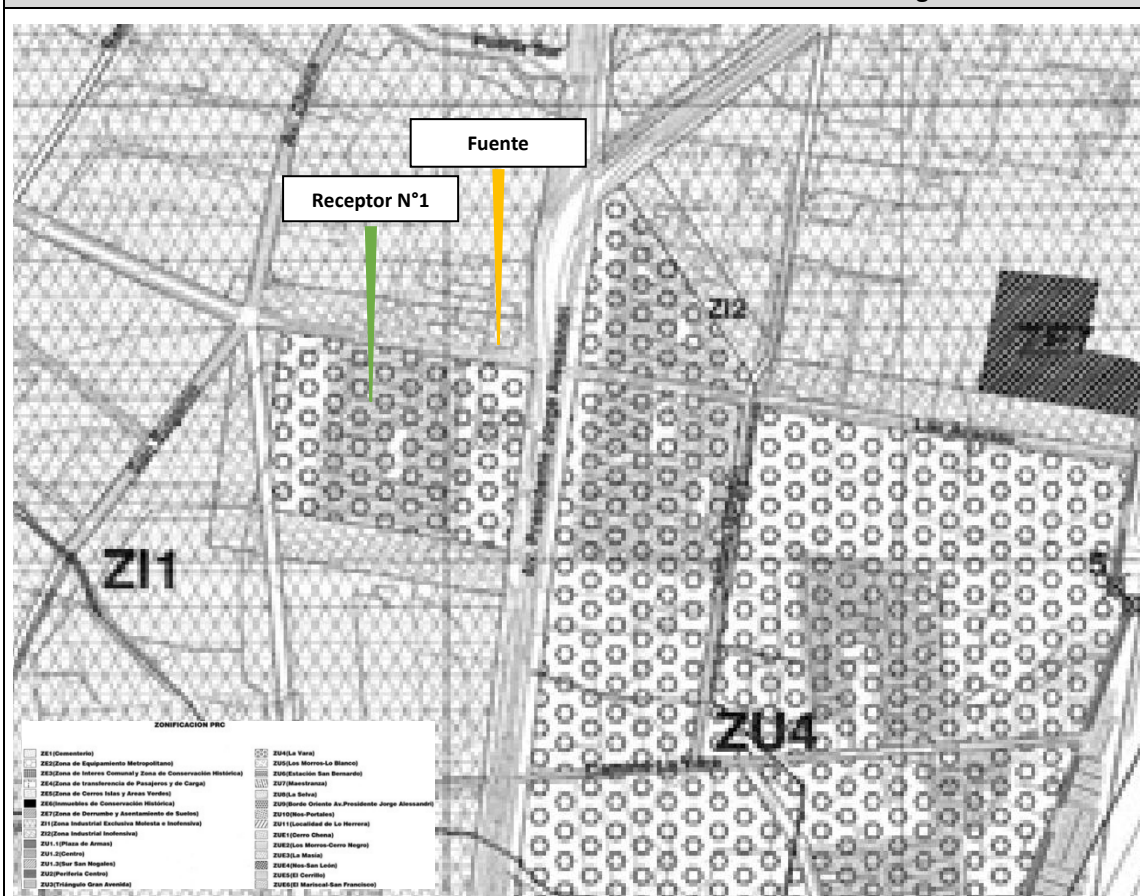 Fuente
Receptor N°1
ZI2
ZI1
ZU4
ZONIFICACION PRC
ZE1(Cementerio)
ZE2(Zona de Equipamiento Metropolitano)
ZE3(Zona de Interes Comunal y Zona de Conservación Histórica)
ZE4(Zona de transferencia de Pasajeros y de Carga)
ZE5(Zona de Cerros Islas y Areas Verdes)
ZE6(Inmuebles de Conservación Histórica)
ZE7(Zona de Derrumbe y Asentamiento de Suelos)
ZI1(Zona Industrial Exclusiva Molesta e Inofensiva)
ZI2(Zona Industrial Inofensiva)
ZU1.1(Plaza de Armas)
ZU1.2(Centro)
ZU1.3(Sur San Nogales)
ZU2(Periferia Centro)
ZU3(Triángulo Gran Avenida)
ZU4(La Vara)
ZU5(Los Morros-Lo Blanco)
ZU6(Estación San Bernardo)
ZU7(Maestranza)
ZU8(La Selva)
ZU9(Borde Oriente Av.Presidente Jorge Alessandri)
ZU10(Nos-Portales)
ZU11(Localidad de Lo Herrera)
ZUE1(Cerro Chena)
ZUE2(Los Morros-Cerro Negro)
ZUE3(La Masia)
ZUE4(Nos-San León)
ZUE5(El Cerrillo)
ZUE6(El Mariscal-San Francisco)